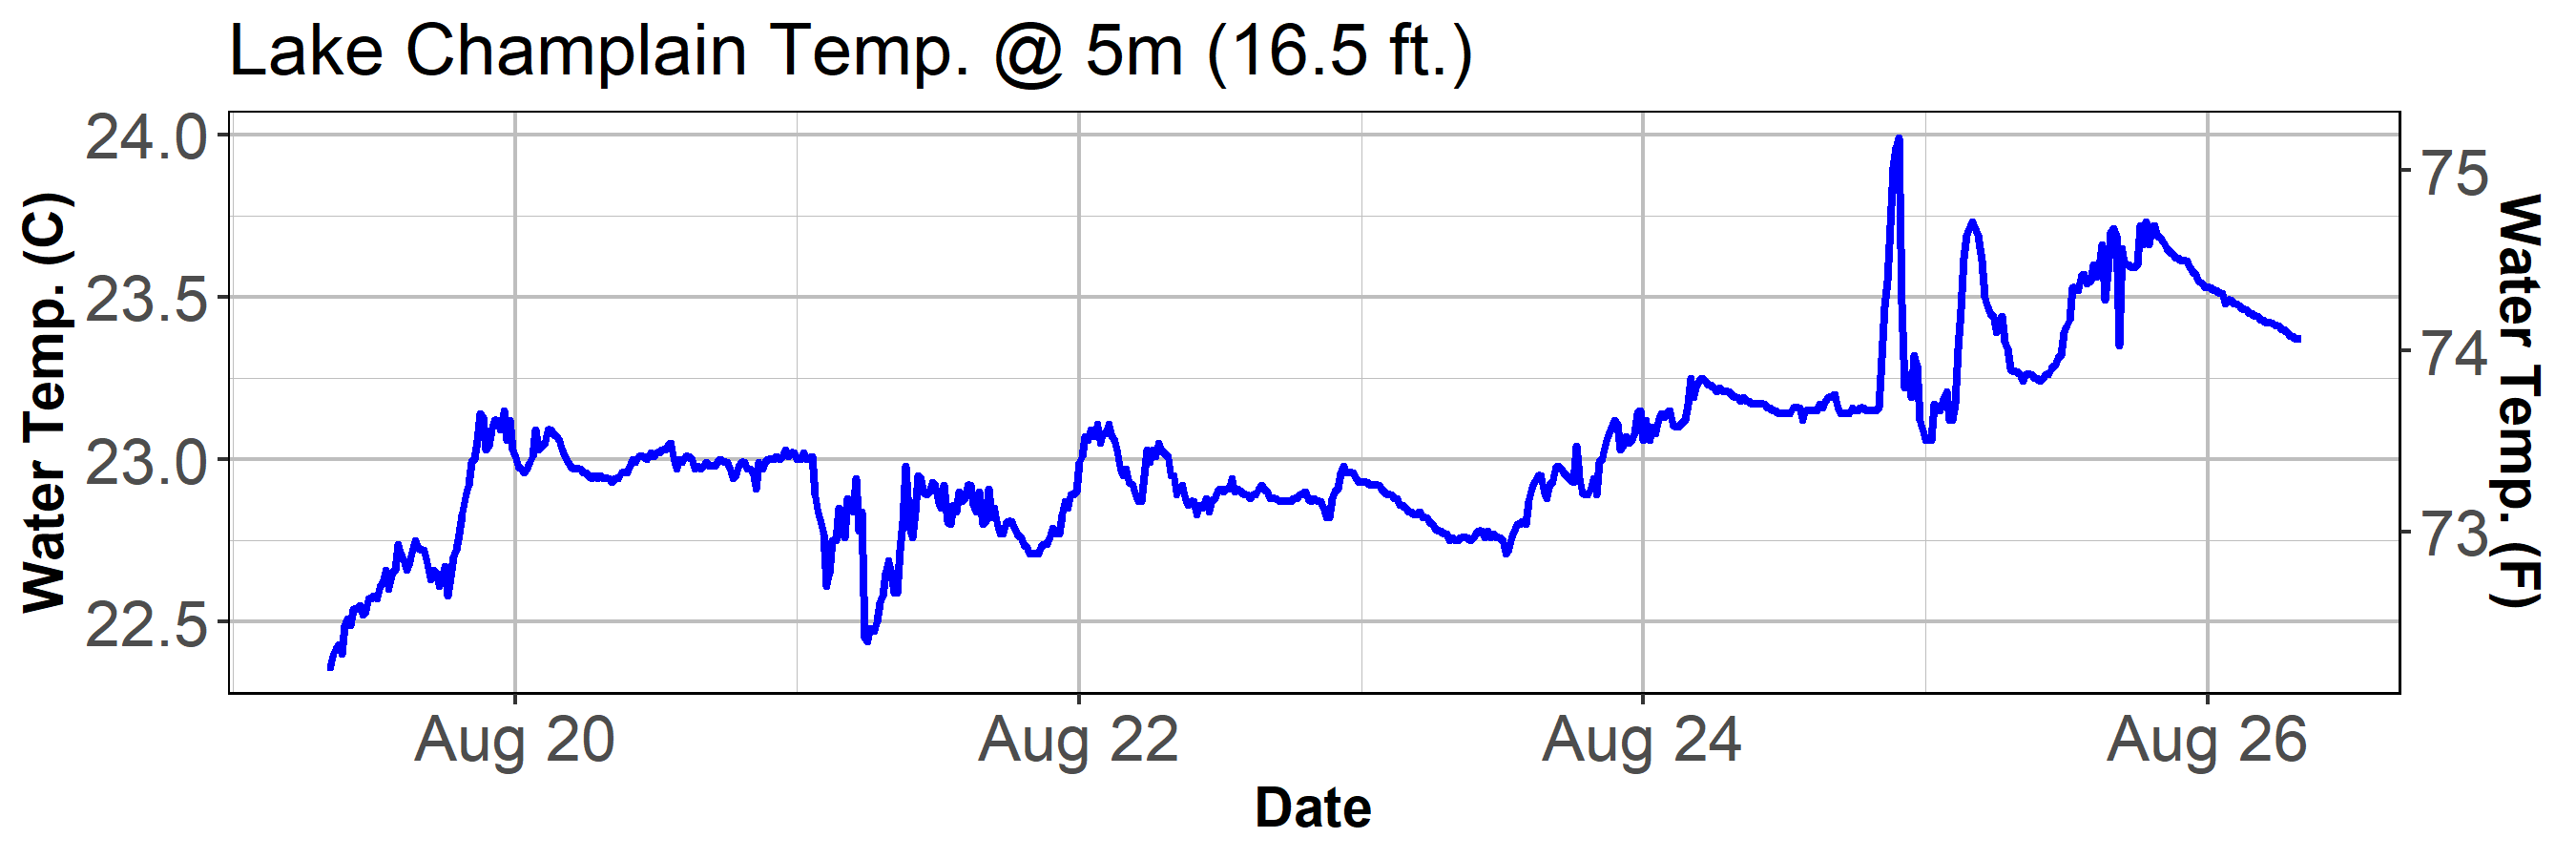 Lake Champlain Temp. @ 5m (16.5 ft.)
Water Temp. (C)
24.0
23.5
23.0
22.5
75
74
73
Water Temp. (F)
Aug 20 Aug 22 Aug 24 Aug 26
Date